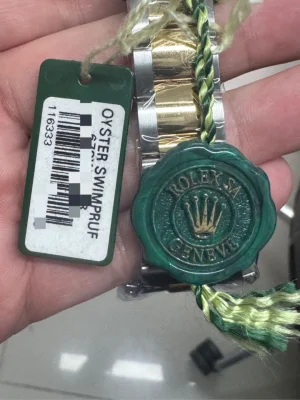 OYSTER,SWIMPRUF
116333
ROLEX.SA
GENEVE